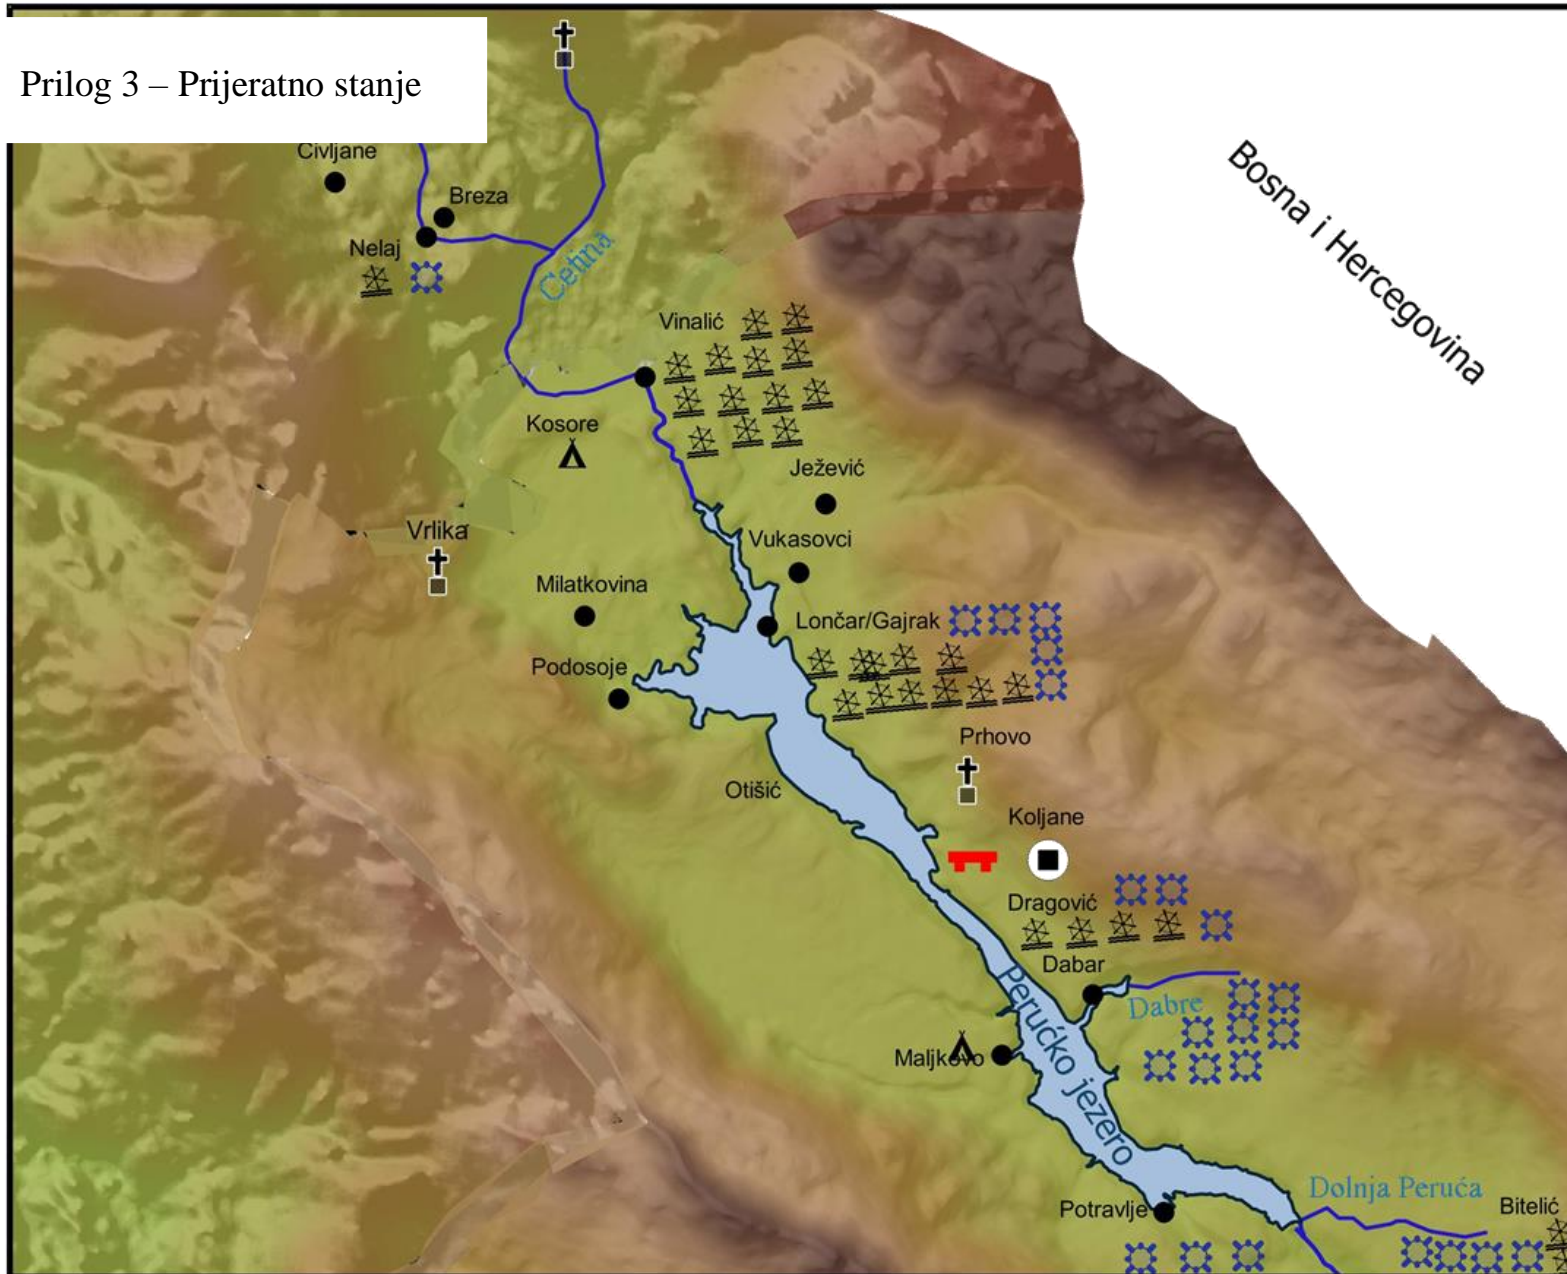 Prilog 3 – Prijeratno stanje
Civljane
Breza
Nelaj
Cetina
Bosna i Hercegovina
Vinalić
Kosore
Ježević
Vrlika
Vukasovci
Milatkovina
Lončar/Gajrak
Podosoje
Prhovo
Otišić
Koljane
Dragović
Dabar
Dabre
Perućko jezero
Maljkovo
Dolnja Peruća
Potravlje
Bitelić